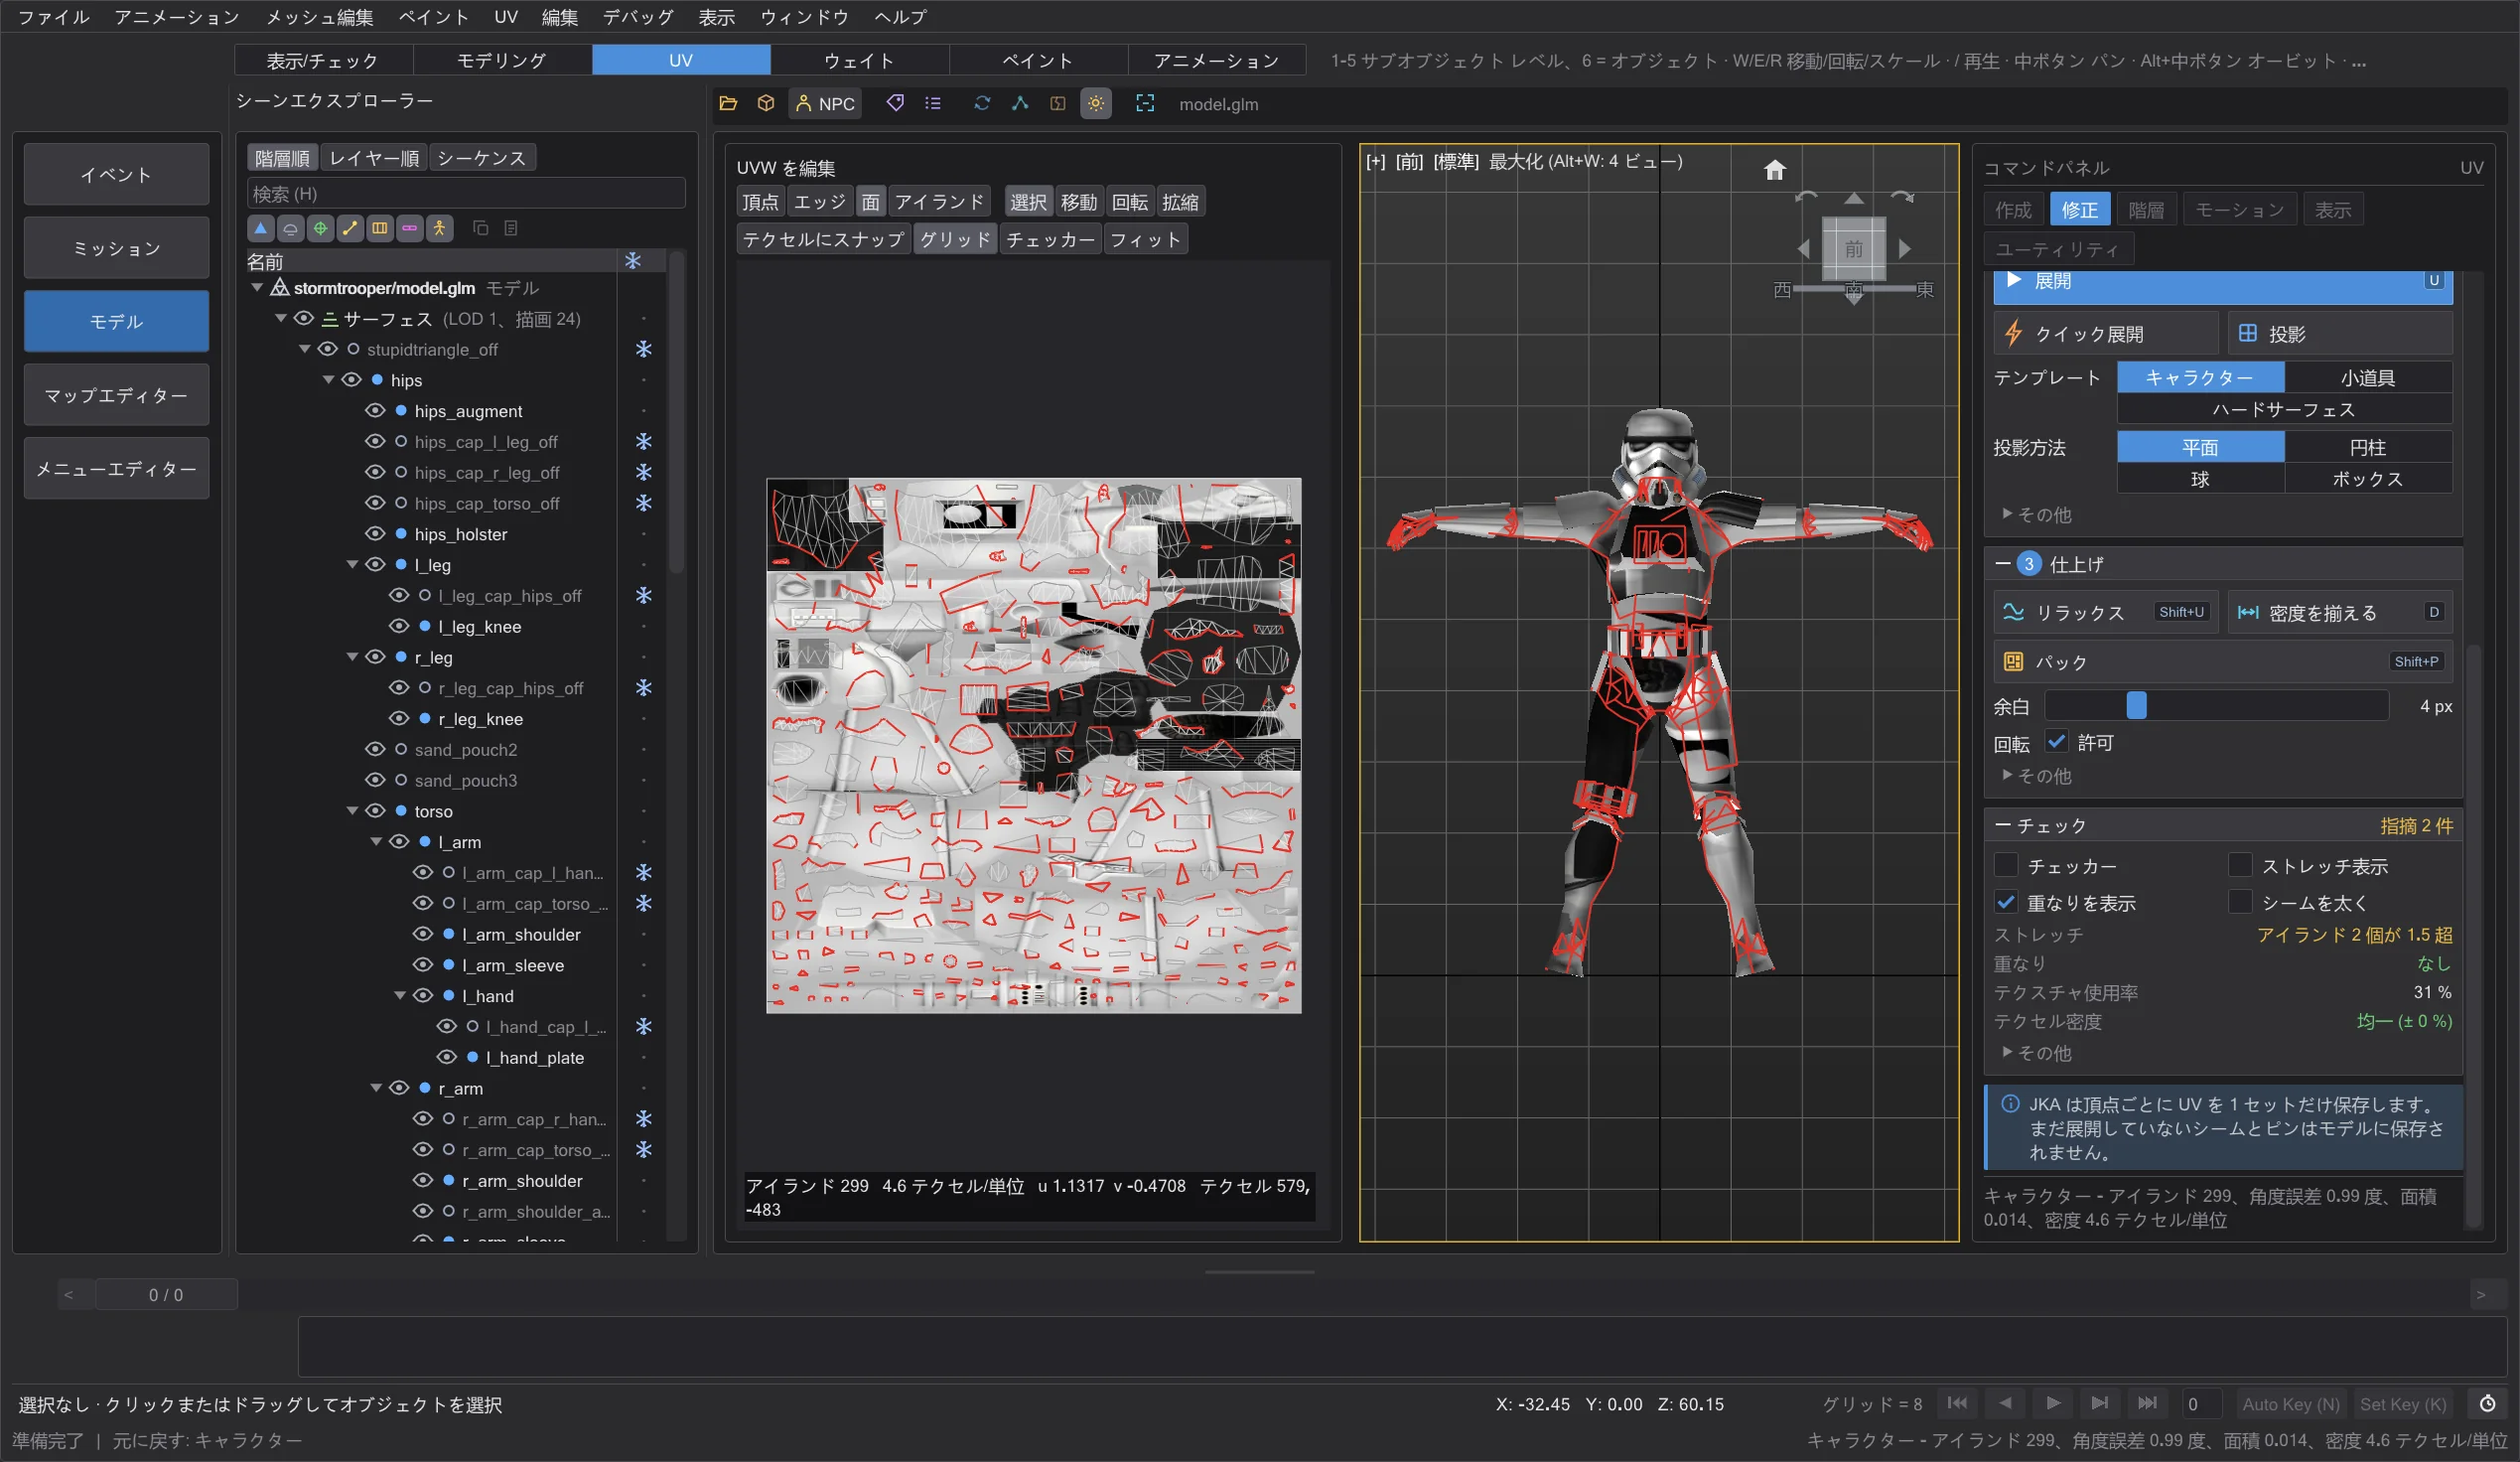 ファイル アニメーション メッシュ編集 ペイント UV 編集 デバッグ 表示 ウィンドウ ヘルプ
表示/チェック モデリング UV ウェイト ペイント アニメーション 1-5 サブオブジェクト レベル、6 = オブジェクト · W/E/R 移動/回転/スケール · / 再生 · 中ボタン パン · Alt+中ボタン オービット · ...
イベント
ミッション
モデル
マップエディター
メニューエディター
シーンエクスプローラー
階層順 レイヤー順 シーケンス
検索 (H)
名前
stormtrooper/model.glm モデル
サーフェス (LOD 1、描画 24)
stupidtriangle_off
hips
hips_augment
hips_cap_l_leg_off
hips_cap_r_leg_off
hips_cap_torso_off
hips_holster
l_leg
l_leg_cap_hips_off
l_leg_knee
r_leg
r_leg_cap_hips_off
r_leg_knee
sand_pouch2
sand_pouch3
torso
l_arm
l_arm_cap_l_han...
l_arm_cap_torso_...
l_arm_shoulder
l_arm_sleeve
l_hand
l_hand_cap_l_...
l_hand_plate
r_arm
r_arm_cap_r_han...
r_arm_cap_torso_...
r_arm_shoulder
r_arm_shoulder_a...
r_arm_sleeve
NPC model.glm
UVW を編集
頂点 エッジ 面 アイランド 選択 移動 回転 拡縮
テクセルにスナップ グリッド チェッカー フィット
アイランド 299 4.6 テクセル/単位 u 1.1317 v -0.4708 テクセル 579,
-483
[+] [前] [標準] 最大化 (Alt+W: 4 ビュー)
前
西 南 東
コマンドパネル UV
作成 修正 階層 モーション 表示
ユーティリティ
展開 U
クイック展開 投影
テンプレート キャラクター 小道具
ハードサーフェス
投影方法 平面 円柱
球 ボックス
その他
3 仕上げ
リラックス Shift+U 密度を揃える D
パック Shift+P
余白 4 px
回転 許可
その他
チェック 指摘 2 件
チェッカー ストレッチ表示
重なりを表示 シームを太く
ストレッチ アイランド 2 個が 1.5 超
重なり なし
テクスチャ使用率 31 %
テクセル密度 均一 (± 0 %)
その他
JKA は頂点ごとに UV を 1 セットだけ保存します。
まだ展開していないシームとピンはモデルに保存さ
れません。
キャラクター - アイランド 299、角度誤差 0.99 度、面積
0.014、密度 4.6 テクセル/単位
< 0 / 0 >
選択なし · クリックまたはドラッグしてオブジェクトを選択 X: -32.45 Y: 0.00 Z: 60.15 グリッド = 8 0 Auto Key (N) Set Key (K)
準備完了 | 元に戻す: キャラクター キャラクター - アイランド 299、角度誤差 0.99 度、面積 0.014、密度 4.6 テクセル/単位